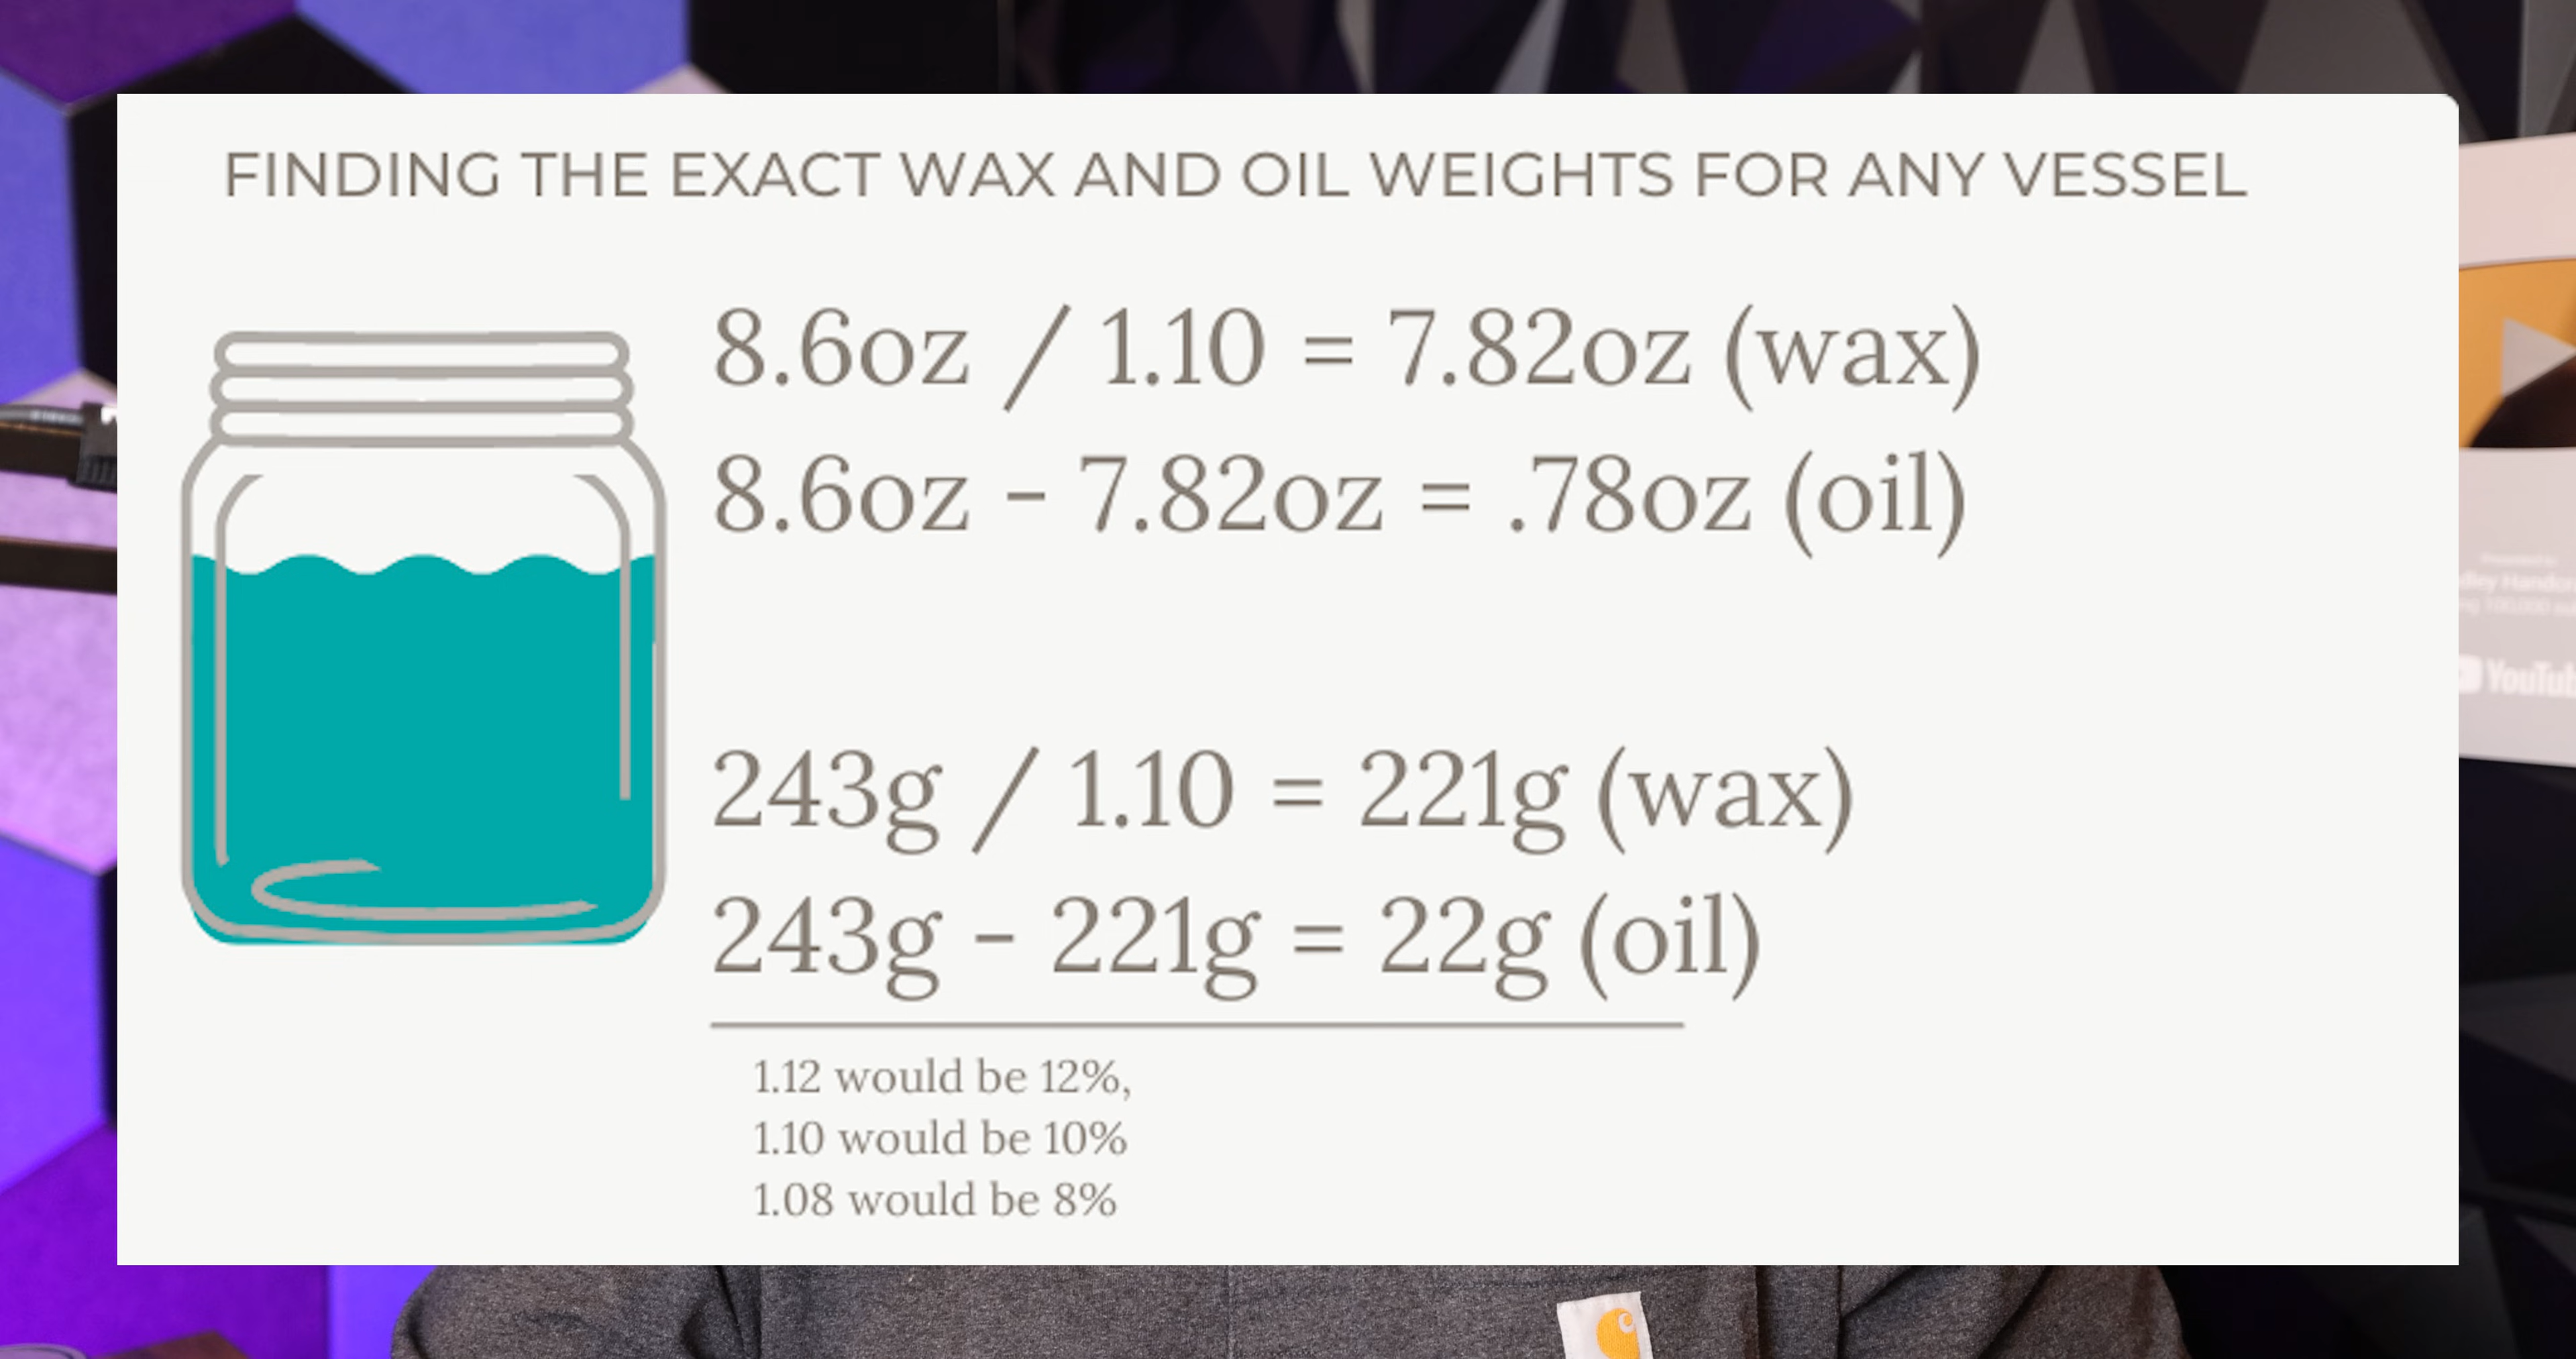 FINDING THE EXACT WAX AND OIL WEIGHTS FOR ANY VESSEL
8.6oz / 1.10 = 7.82oz (wax)
8.6oz - 7.82oz = .78oz (oil)
243g / 1.10 = 221g (wax)
243g - 221g = 22g (oil)
1.12 would be 12%,
1.10 would be 10%
1.08 would be 8%